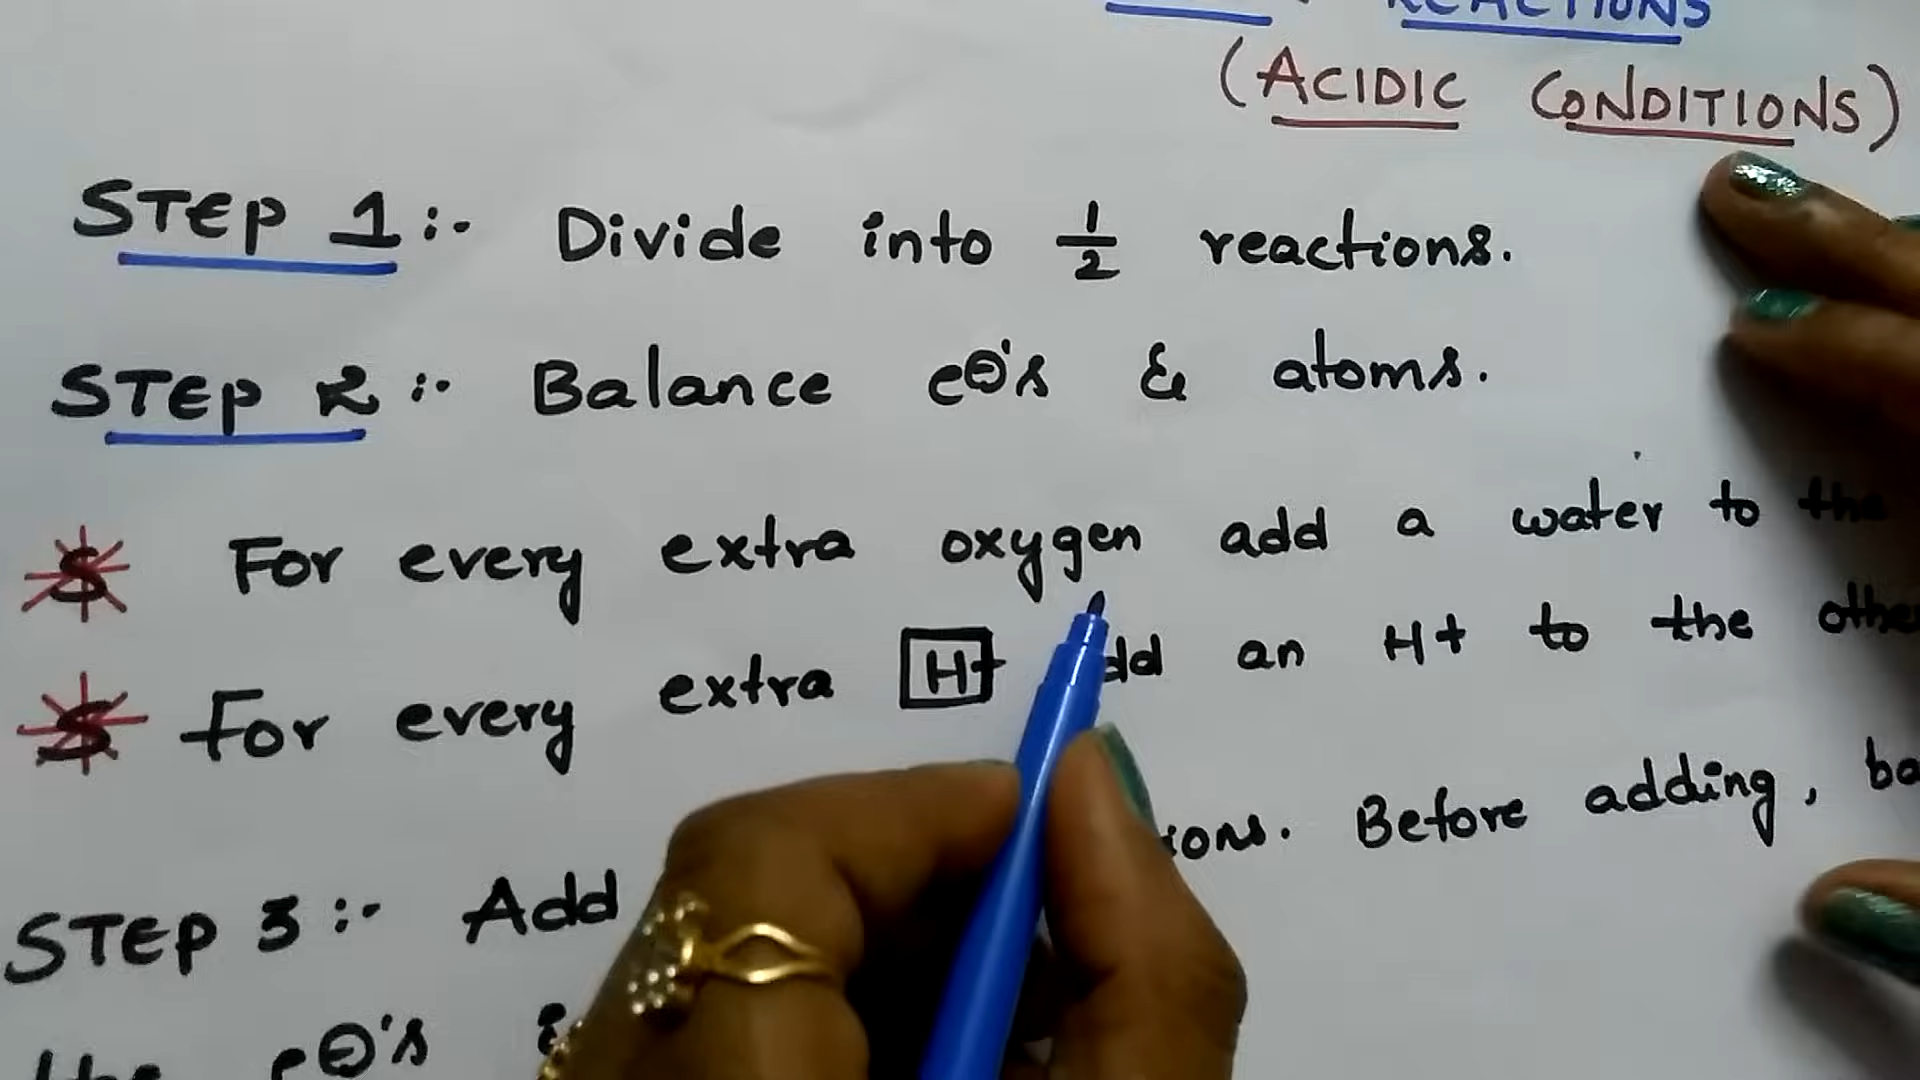 REACTIONS
(ACIDIC CONDITIONS)
STEP 1:- Divide into 1/2 reactions.
STEP 2:- Balance e⊖'s & atoms.
For every extra oxygen add a water to the
For every extra H+ add an H+ to the other
STEP 3:- Add Before adding,
the e⊖'s